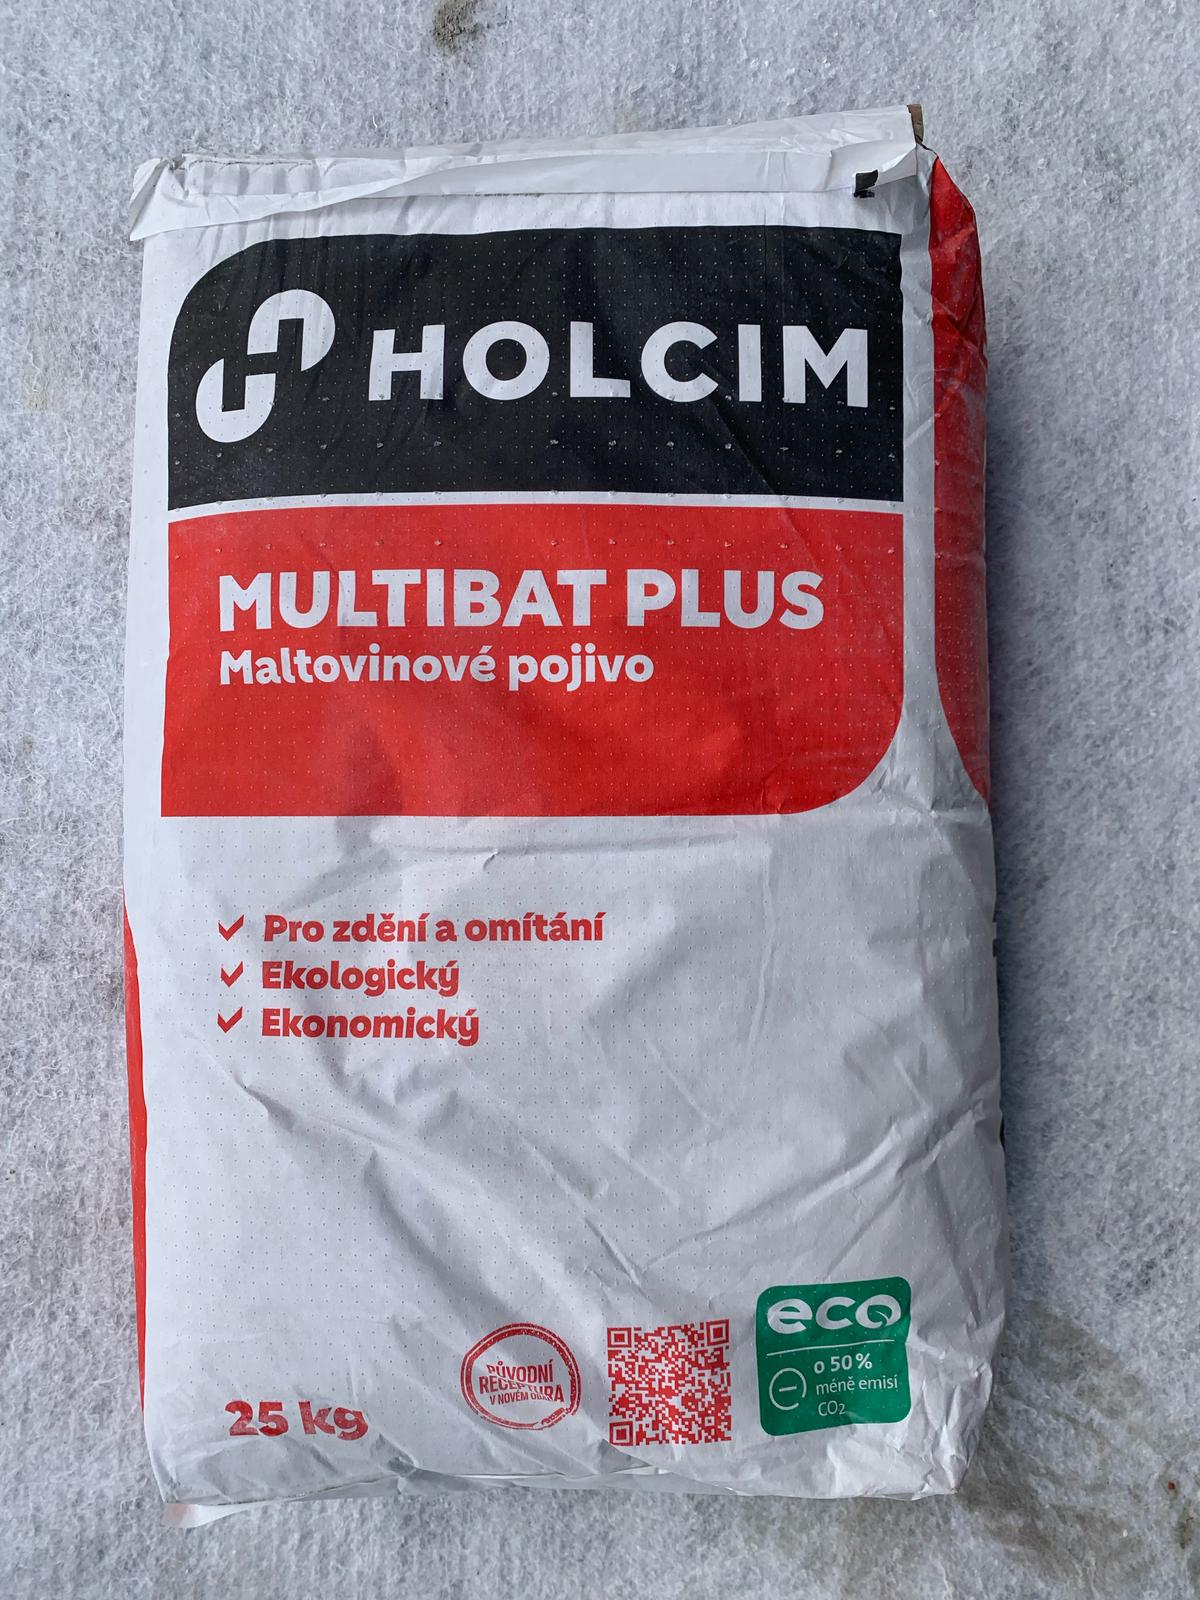 HOLCIM
MULTIBAT PLUS
Maltovinové pojivo
Pro zdění a omítání
Ekologický
Ekonomický
25 kg
PŮVODNÍ
RECEPTURA
V NOVÉM OBALU
eco
o 50 %
méně emisí
CO₂